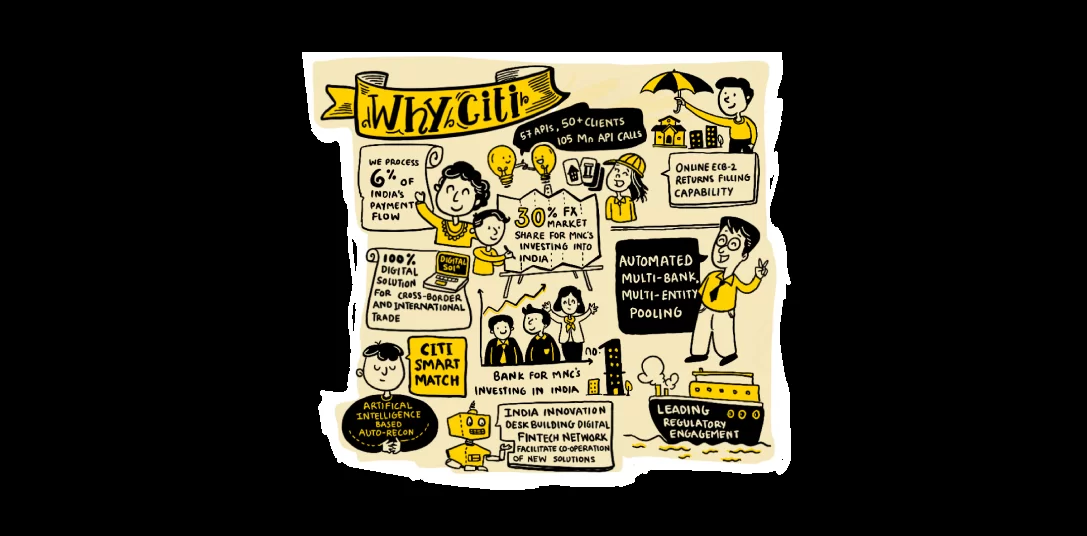 Why Citi
57 APIs, 50+ CLIENTS
105 Mn API CALLS
WE PROCESS
6% OF
INDIA'S
PAYMENT
FLOW
30% FX
MARKET
SHARE FOR MNC'S
INVESTING INTO
INDIA
ONLINE ECB-2
RETURNS FILLING
CAPABILITY
100%
DIGITAL
SOLUTION
FOR CROSS-BORDER
AND INTERNATIONAL
TRADE
DIGITAL
SOlⁿ
AUTOMATED
MULTI-BANK,
MULTI-ENTITY
POOLING
no:1
BANK FOR MNC'S
INVESTING IN INDIA
CITI
SMART
MATCH
ARTIFICAL
INTELLIGENCE
BASED
AUTO-RECON
INDIA INNOVATION
DESK BUILDING DIGITAL
FINTECH NETWORK
FACILITATE CO-OPERATION
OF NEW SOLUTIONS
LEADING
REGULATORY
ENGAGEMENT